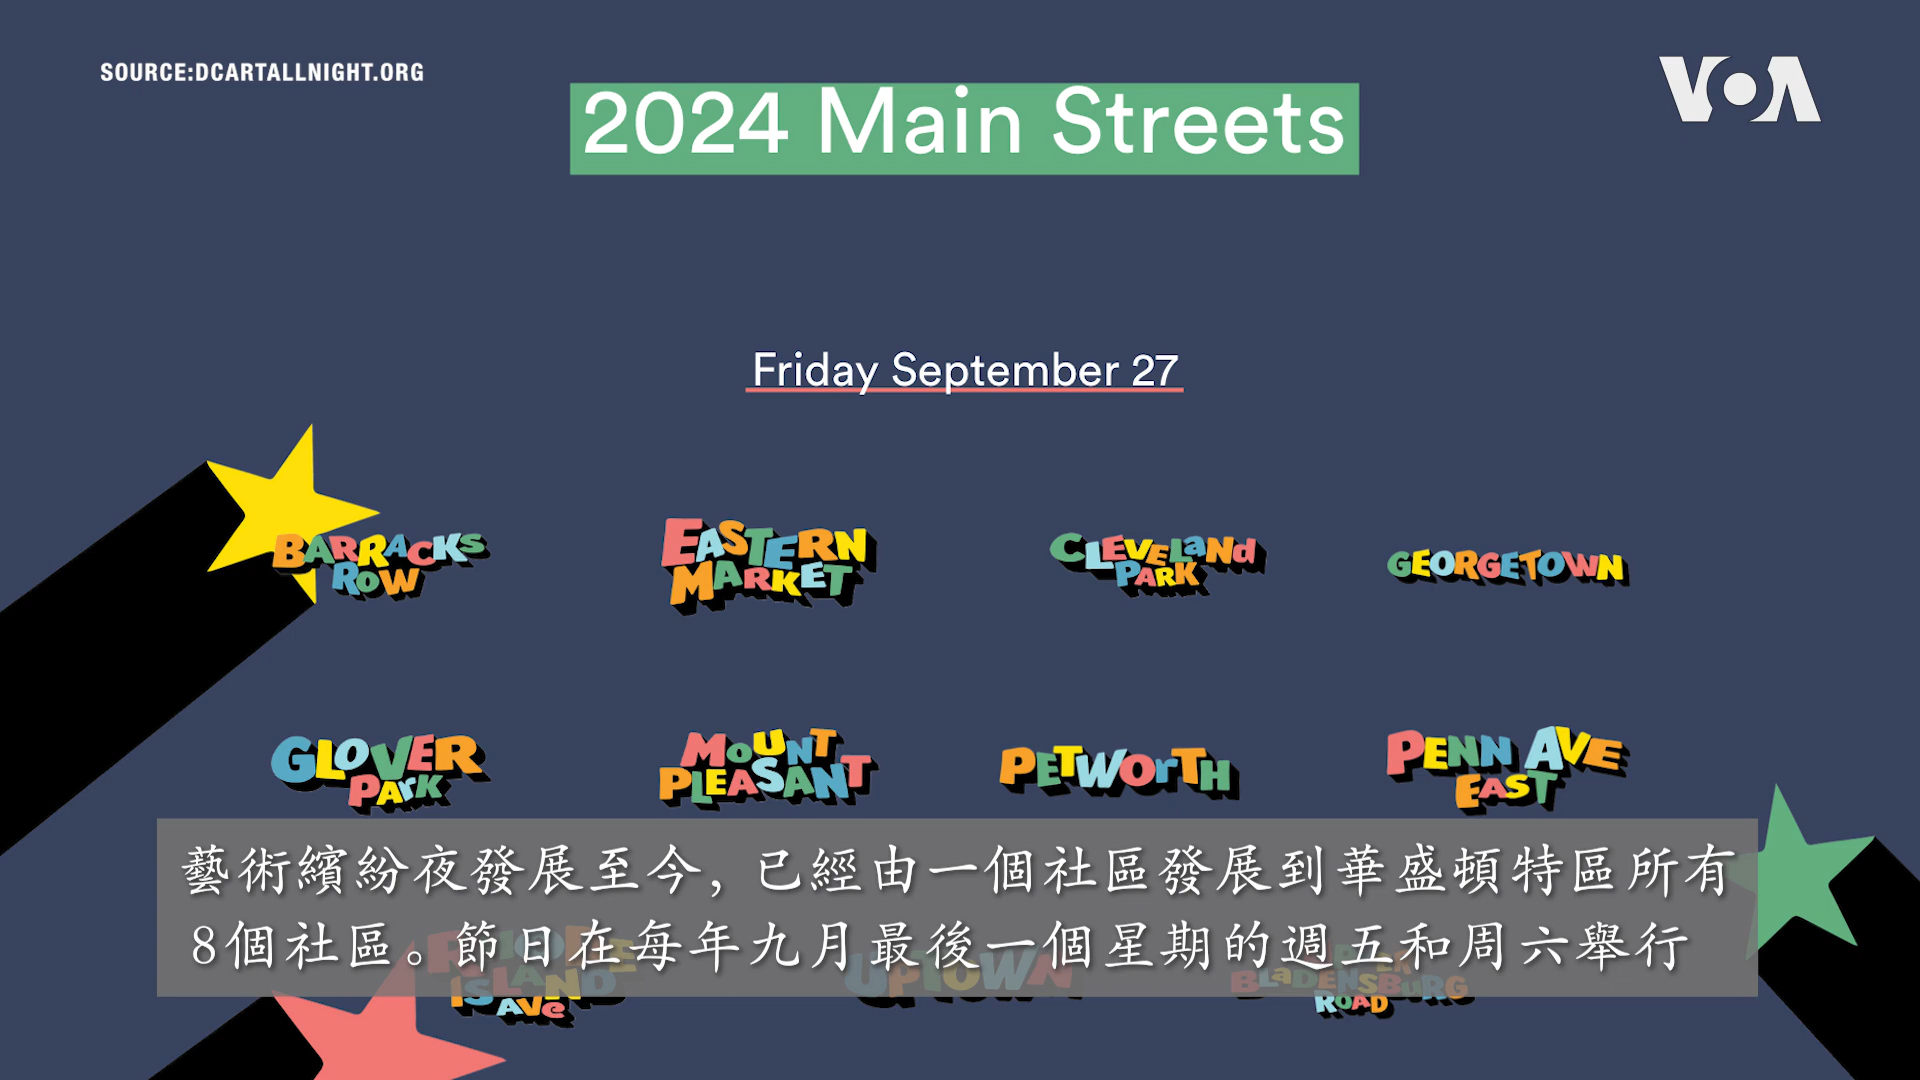 SOURCE:DCARTALLNIGHT.ORG
VOA
2024 Main Streets
Friday September 27
BARRACKS
ROW
EASTERN
MARKET
CLEVELANd
PARK
GEORGETOWN
GLOVER
PArK
MoUNT
PLEASANT
PETWOrTH
PENN AVE
EAST
藝術繽紛夜發展至今，已經由一個社區發展到華盛頓特區所有
8個社區。節日在每年九月最後一個星期的週五和周六舉行
ISLAND
AVe
UPTOWN
BLaDENSBURG
ROAD